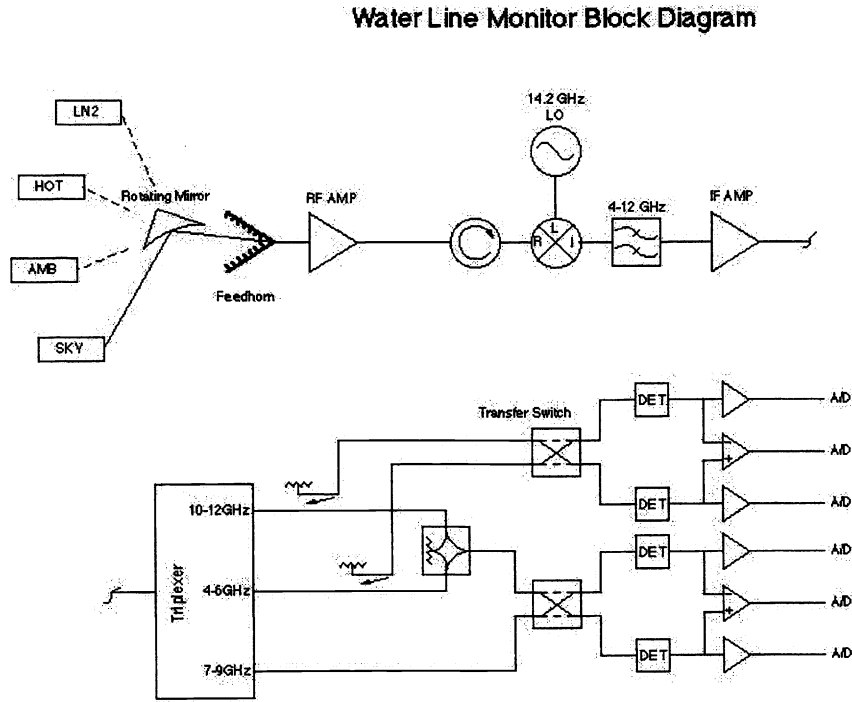 Water Line Monitor Block Diagram
14.2 GHz
LO
LN2
HOT
Rotating Mirror
RF AMP
4-12 GHz
IF AMP
R
L
I
AMB
Feedhorn
SKY
Transfer Switch
DET
A/D
-
+
A/D
DET
A/D
10-12GHz
DET
A/D
Triplexer
4-6GHz
-
+
A/D
DET
A/D
7-9GHz